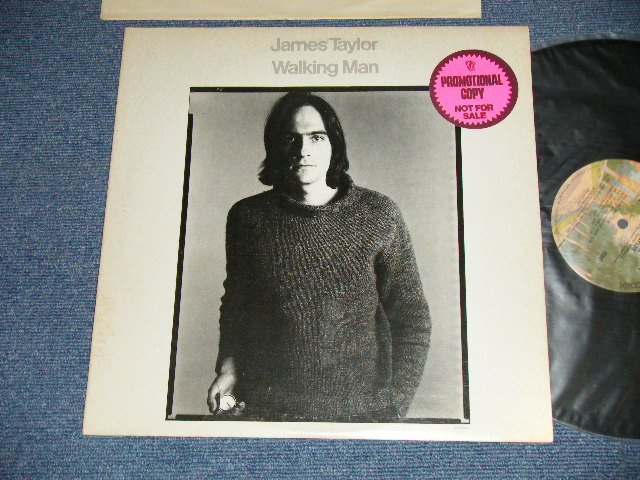 James Taylor
Walking Man
PROMOTIONAL
COPY
NOT FOR
SALE